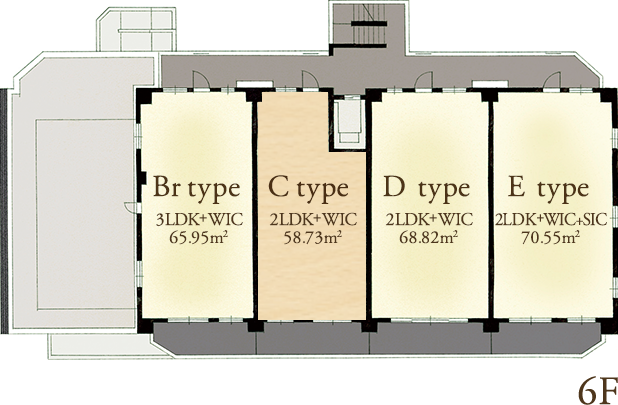 Br type
3LDK+WIC
65.95m²
C type
2LDK+WIC
58.73m²
D type
2LDK+WIC
68.82m²
E type
2LDK+WIC+SIC
70.55m²
6F